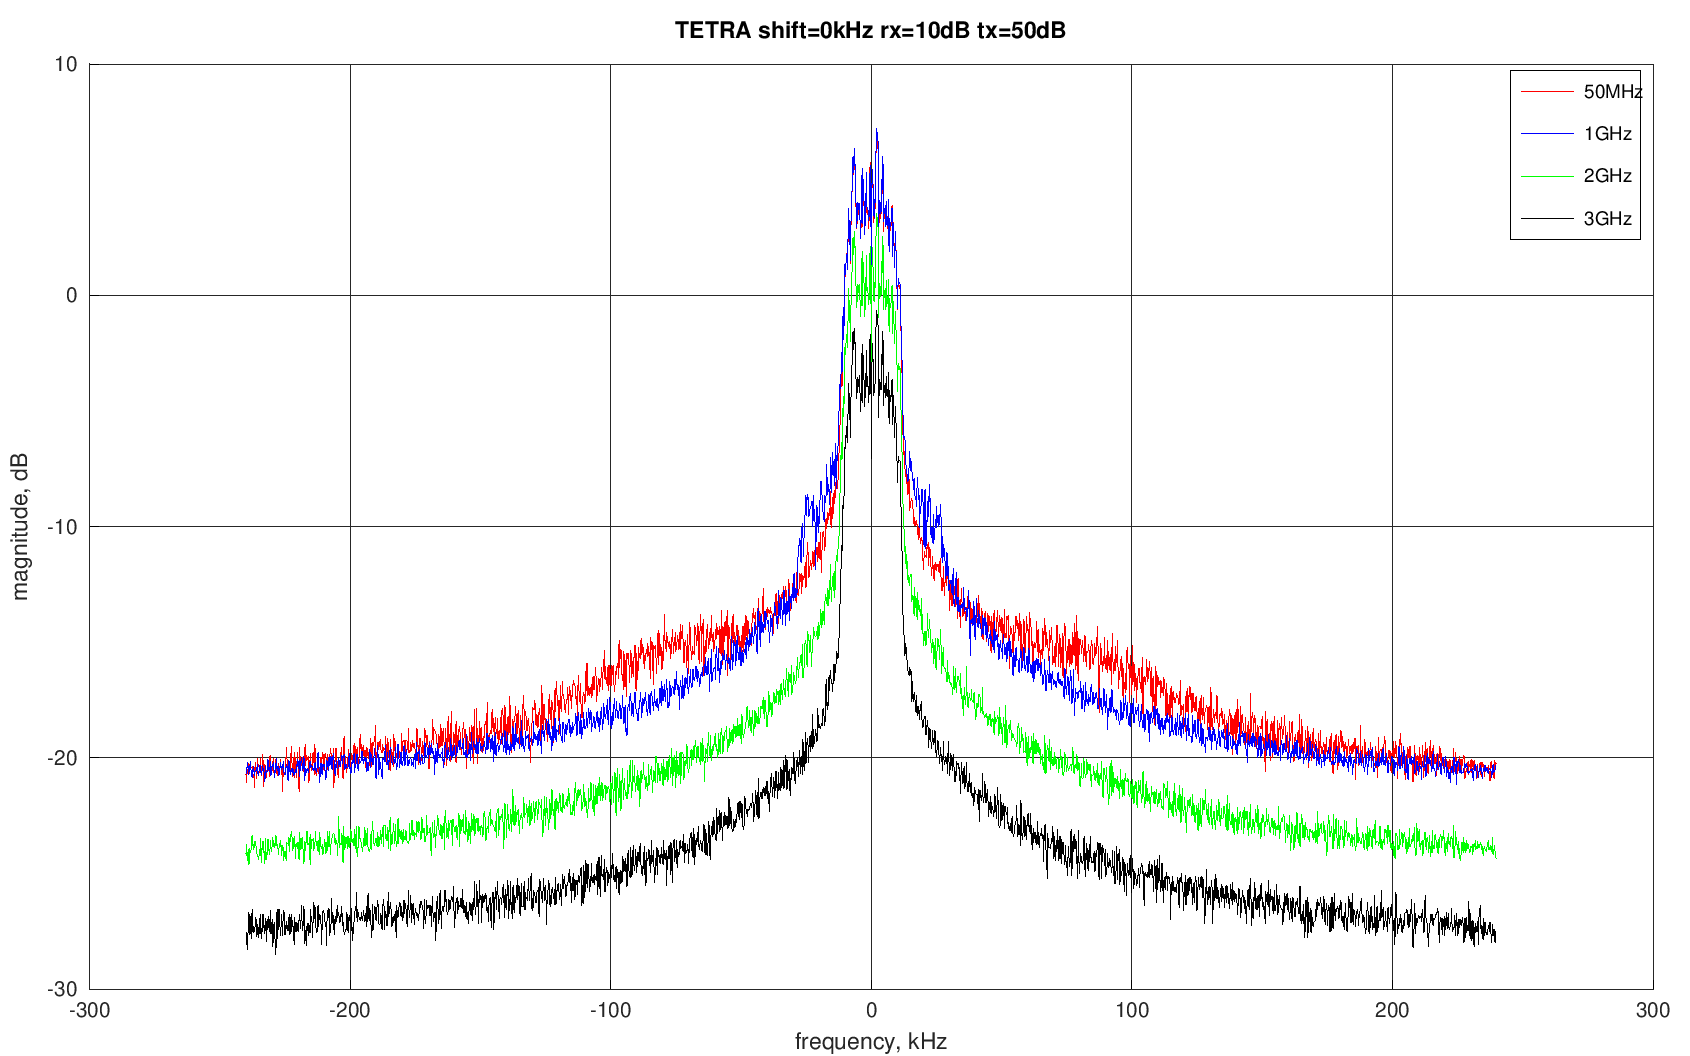 TETRA shift=0kHz rx=10dB tx=50dB
10
0
-10
-20
-30
magnitude, dB
-300
-200
-100
0
100
200
300
frequency, kHz
50MHz
1GHz
2GHz
3GHz